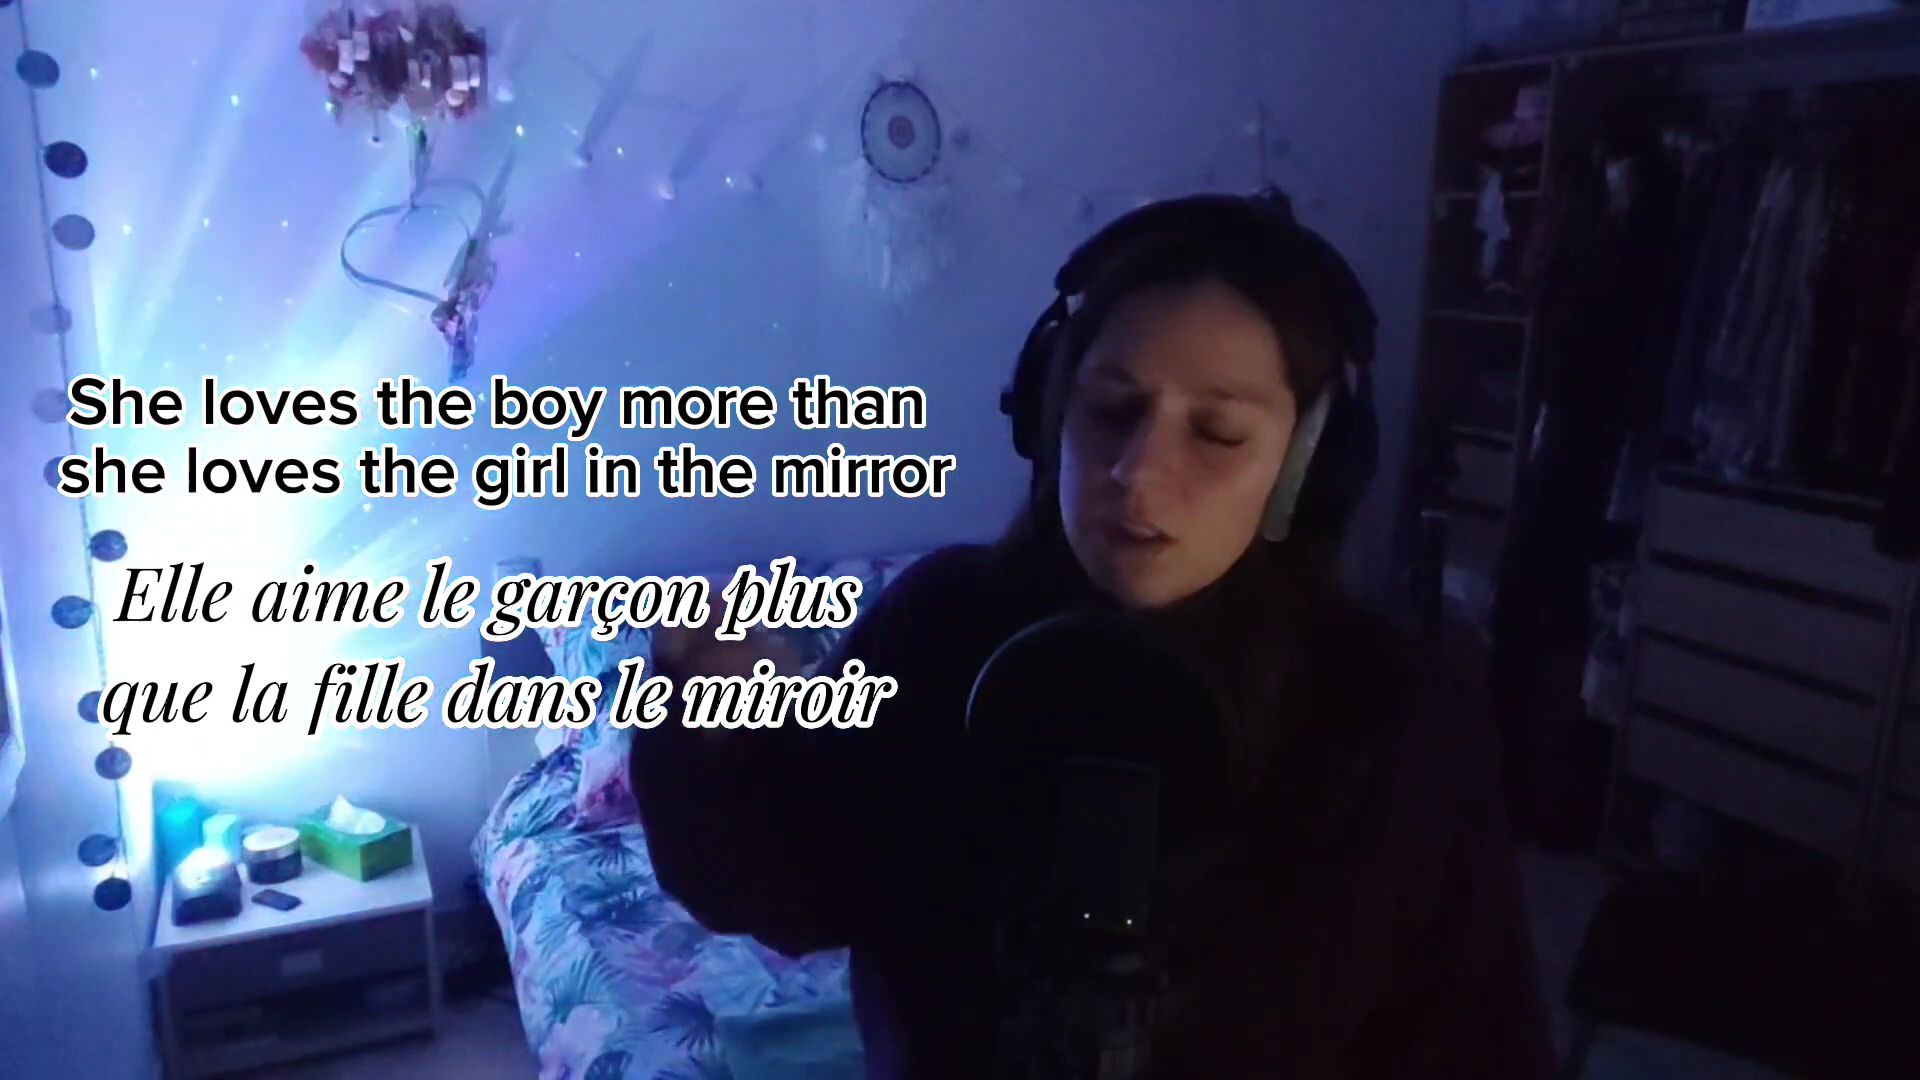 She loves the boy more than
she loves the girl in the mirror
Elle aime le garçon plus
que la fille dans le miroir